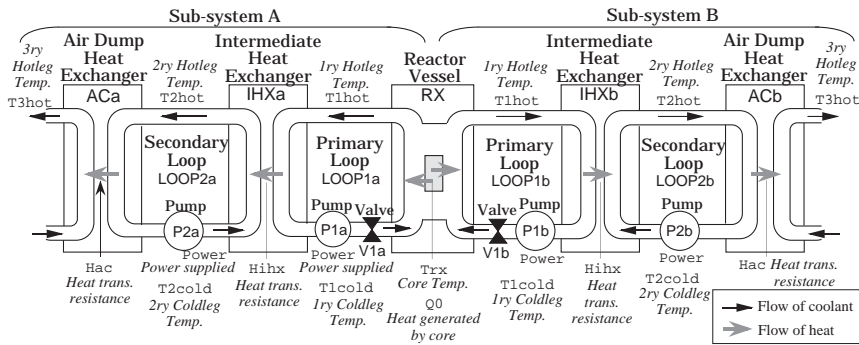 Sub-system A
Sub-system B
3ry
Hotleg
Temp.
T3hot
Air Dump
Heat
Exchanger
ACa
2ry Hotleg
Temp.
T2hot
Intermediate
Heat
Exchanger
IHXa
1ry Hotleg
Temp.
T1hot
Reactor
Vessel
RX
1ry Hotleg
Temp.
T1hot
Intermediate
Heat
Exchanger
IHXb
2ry Hotleg
Temp.
T2hot
Air Dump
Heat
Exchanger
ACb
3ry
Hotleg
Temp.
T3hot
Secondary
Loop
LOOP2a
Primary
Loop
LOOP1a
Primary
Loop
LOOP1b
Secondary
Loop
LOOP2b
Pump
P2a
Pump
P1a
Valve
V1a
Valve
V1b
Pump
P1b
Pump
P2b
Hac
Heat trans.
resistance
Power
Power supplied
T2cold
2ry Coldleg
Temp.
Hihx
Heat trans.
resistance
Power
Power supplied
T1cold
1ry Coldleg
Temp.
Trx
Core Temp.
Q0
Heat generated
by core
Power
T1cold
1ry Coldleg
Temp.
Hihx
Heat
trans.
resistance
Power
T2cold
2ry Coldleg
Temp.
Hac
Heat trans.
resistance
Flow of coolant
Flow of heat